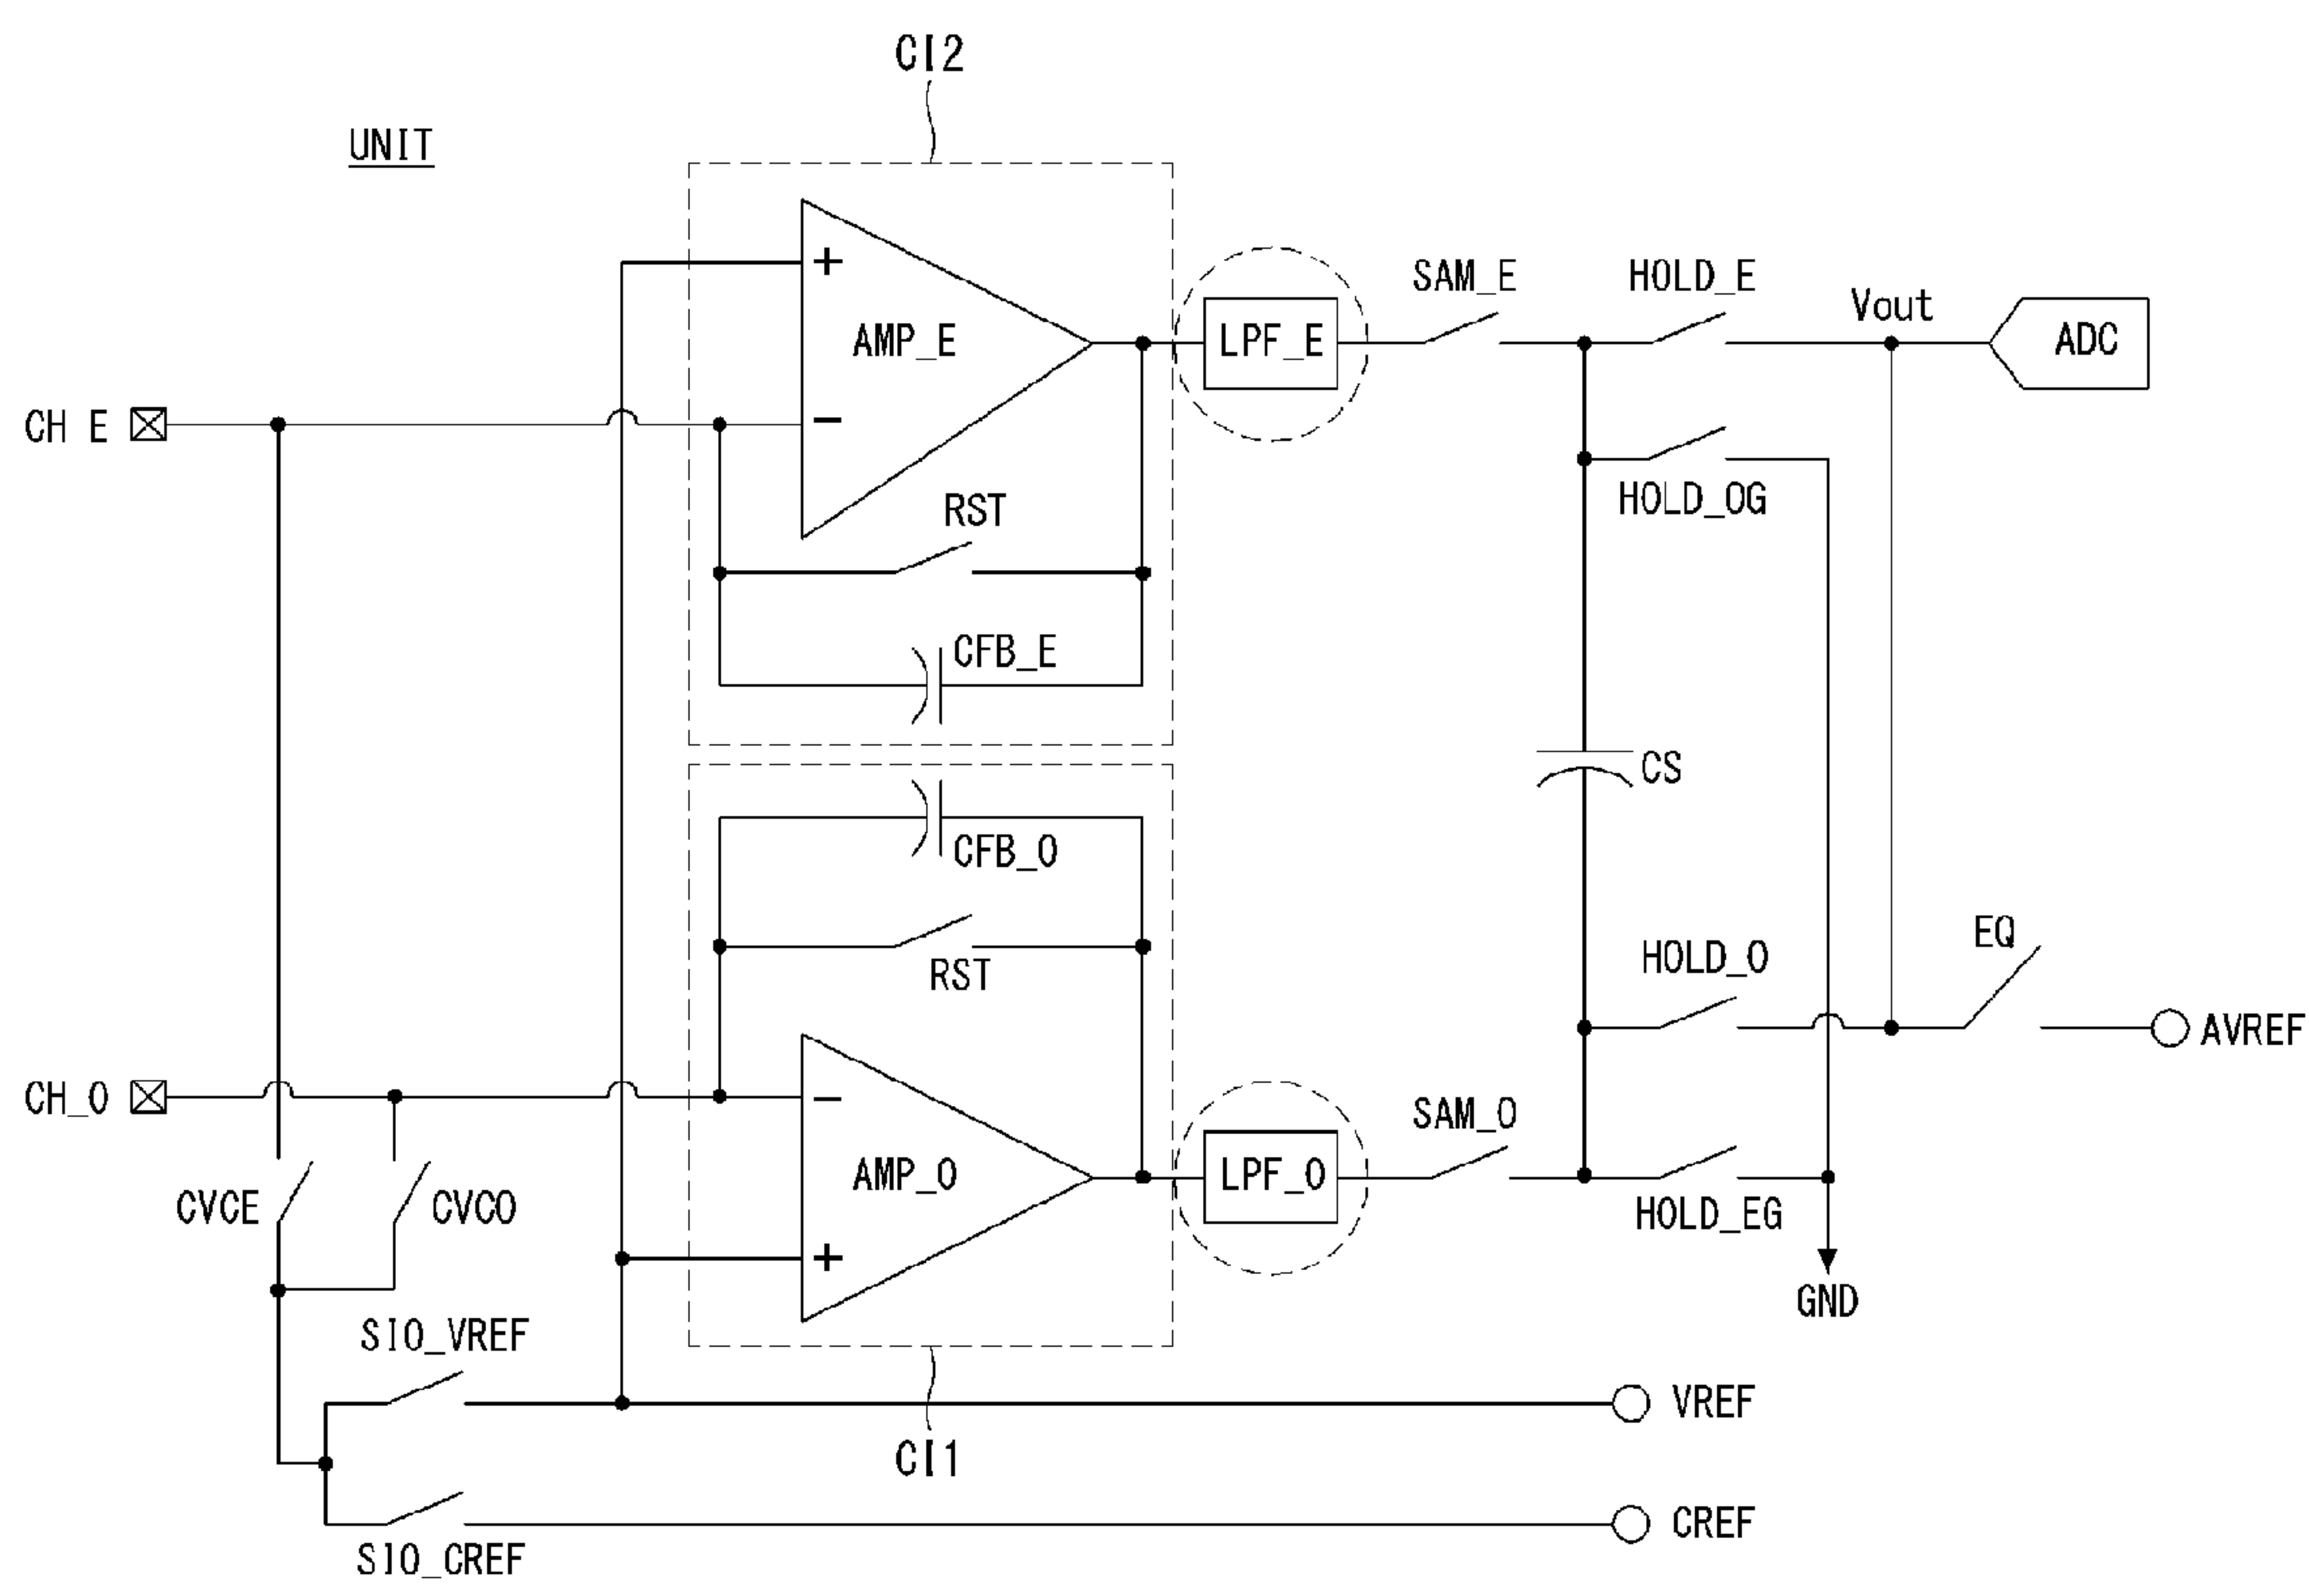 CI2
UNIT
+
AMP_E
−
LPF_E
SAM_E
HOLD_E
Vout
ADC
CH E
HOLD_OG
RST
CFB_E
CS
CFB_O
RST
HOLD_O
EQ
AVREF
CH_O
−
AMP_O
+
LPF_O
SAM_O
HOLD_EG
GND
CVCE
CVCO
SIO_VREF
VREF
CI1
CREF
SIO_CREF